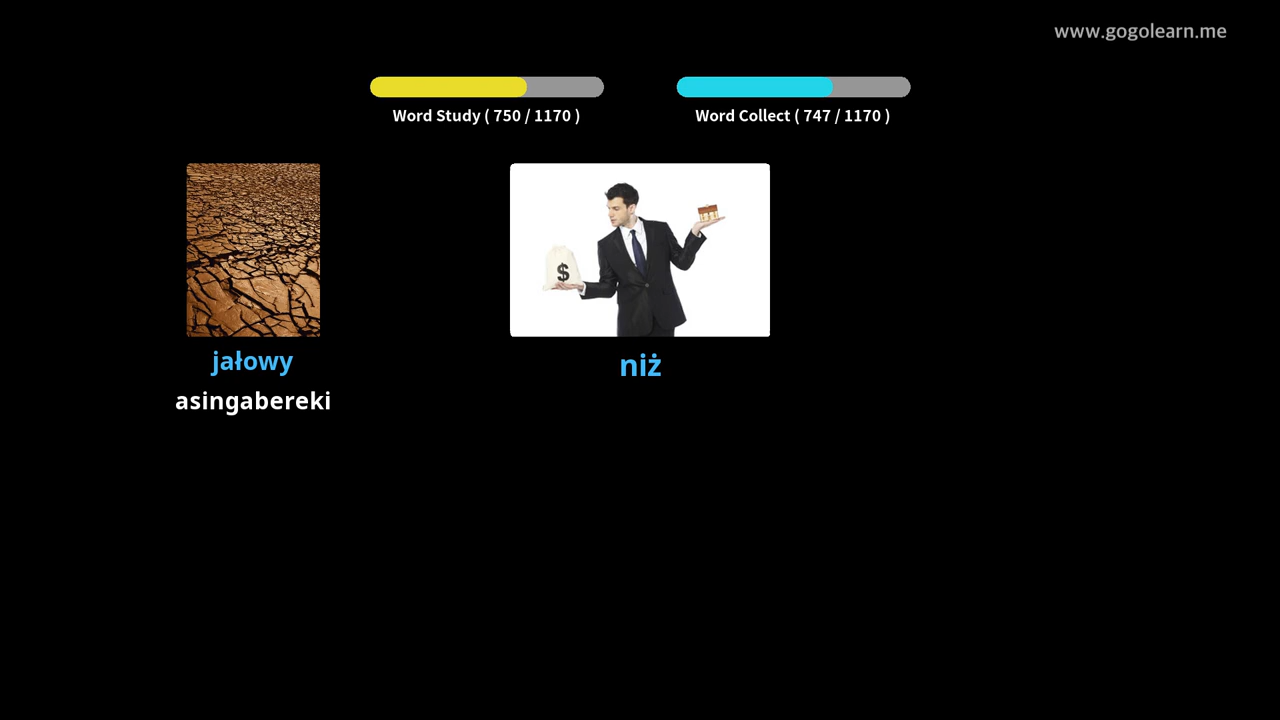 www.gogolearn.me
Word Study ( 750 / 1170 )
Word Collect ( 747 / 1170 )
$
jałowy
niż
asingabereki